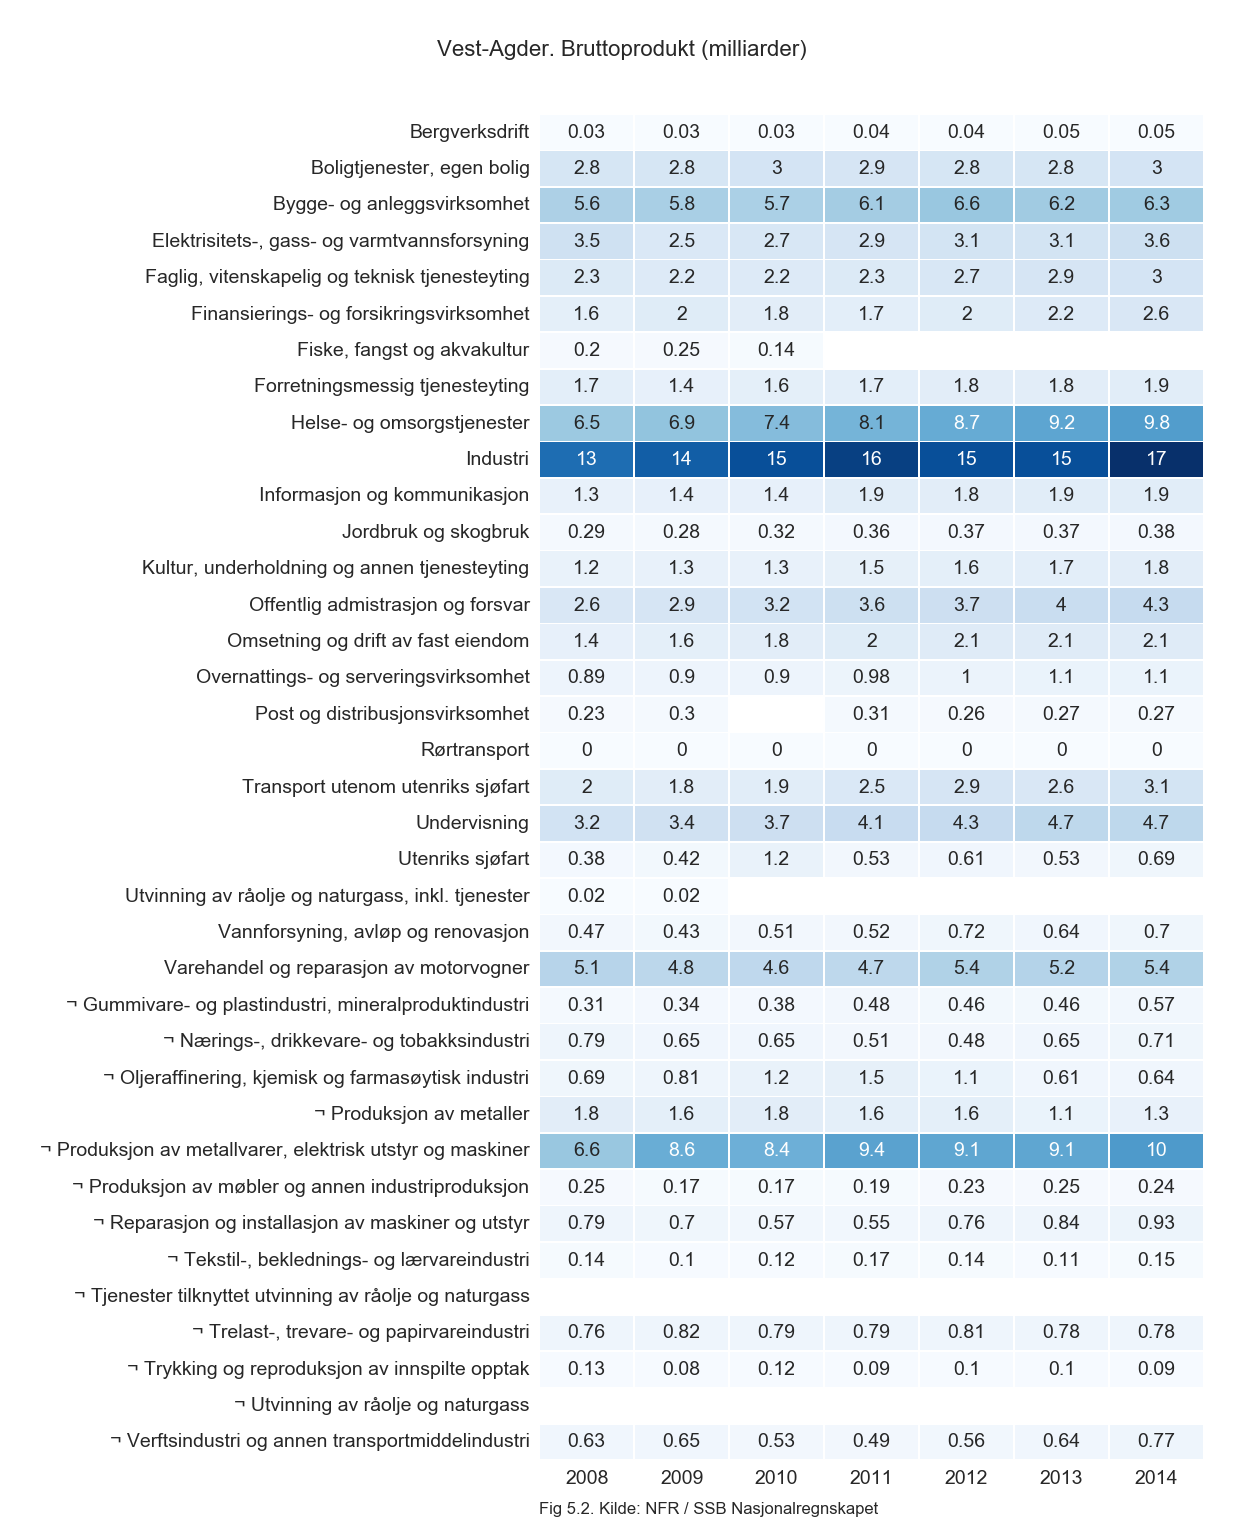 Vest-Agder. Bruttoprodukt (milliarder)
Bergverksdrift 0.03 0.03 0.03 0.04 0.04 0.05 0.05
Boligtjenester, egen bolig 2.8 2.8 3 2.9 2.8 2.8 3
Bygge- og anleggsvirksomhet 5.6 5.8 5.7 6.1 6.6 6.2 6.3
Elektrisitets-, gass- og varmtvannsforsyning 3.5 2.5 2.7 2.9 3.1 3.1 3.6
Faglig, vitenskapelig og teknisk tjenesteyting 2.3 2.2 2.2 2.3 2.7 2.9 3
Finansierings- og forsikringsvirksomhet 1.6 2 1.8 1.7 2 2.2 2.6
Fiske, fangst og akvakultur 0.2 0.25 0.14
Forretningsmessig tjenesteyting 1.7 1.4 1.6 1.7 1.8 1.8 1.9
Helse- og omsorgstjenester 6.5 6.9 7.4 8.1 8.7 9.2 9.8
Industri 13 14 15 16 15 15 17
Informasjon og kommunikasjon 1.3 1.4 1.4 1.9 1.8 1.9 1.9
Jordbruk og skogbruk 0.29 0.28 0.32 0.36 0.37 0.37 0.38
Kultur, underholdning og annen tjenesteyting 1.2 1.3 1.3 1.5 1.6 1.7 1.8
Offentlig admistrasjon og forsvar 2.6 2.9 3.2 3.6 3.7 4 4.3
Omsetning og drift av fast eiendom 1.4 1.6 1.8 2 2.1 2.1 2.1
Overnattings- og serveringsvirksomhet 0.89 0.9 0.9 0.98 1 1.1 1.1
Post og distribusjonsvirksomhet 0.23 0.3 0.31 0.26 0.27 0.27
Rørtransport 0 0 0 0 0 0 0
Transport utenom utenriks sjøfart 2 1.8 1.9 2.5 2.9 2.6 3.1
Undervisning 3.2 3.4 3.7 4.1 4.3 4.7 4.7
Utenriks sjøfart 0.38 0.42 1.2 0.53 0.61 0.53 0.69
Utvinning av råolje og naturgass, inkl. tjenester 0.02 0.02
Vannforsyning, avløp og renovasjon 0.47 0.43 0.51 0.52 0.72 0.64 0.7
Varehandel og reparasjon av motorvogner 5.1 4.8 4.6 4.7 5.4 5.2 5.4
¬ Gummivare- og plastindustri, mineralproduktindustri 0.31 0.34 0.38 0.48 0.46 0.46 0.57
¬ Nærings-, drikkevare- og tobakksindustri 0.79 0.65 0.65 0.51 0.48 0.65 0.71
¬ Oljeraffinering, kjemisk og farmasøytisk industri 0.69 0.81 1.2 1.5 1.1 0.61 0.64
¬ Produksjon av metaller 1.8 1.6 1.8 1.6 1.6 1.1 1.3
¬ Produksjon av metallvarer, elektrisk utstyr og maskiner 6.6 8.6 8.4 9.4 9.1 9.1 10
¬ Produksjon av møbler og annen industriproduksjon 0.25 0.17 0.17 0.19 0.23 0.25 0.24
¬ Reparasjon og installasjon av maskiner og utstyr 0.79 0.7 0.57 0.55 0.76 0.84 0.93
¬ Tekstil-, beklednings- og lærvareindustri 0.14 0.1 0.12 0.17 0.14 0.11 0.15
¬ Tjenester tilknyttet utvinning av råolje og naturgass
¬ Trelast-, trevare- og papirvareindustri 0.76 0.82 0.79 0.79 0.81 0.78 0.78
¬ Trykking og reproduksjon av innspilte opptak 0.13 0.08 0.12 0.09 0.1 0.1 0.09
¬ Utvinning av råolje og naturgass
¬ Verftsindustri og annen transportmiddelindustri 0.63 0.65 0.53 0.49 0.56 0.64 0.77
2008 2009 2010 2011 2012 2013 2014
Fig 5.2. Kilde: NFR / SSB Nasjonalregnskapet